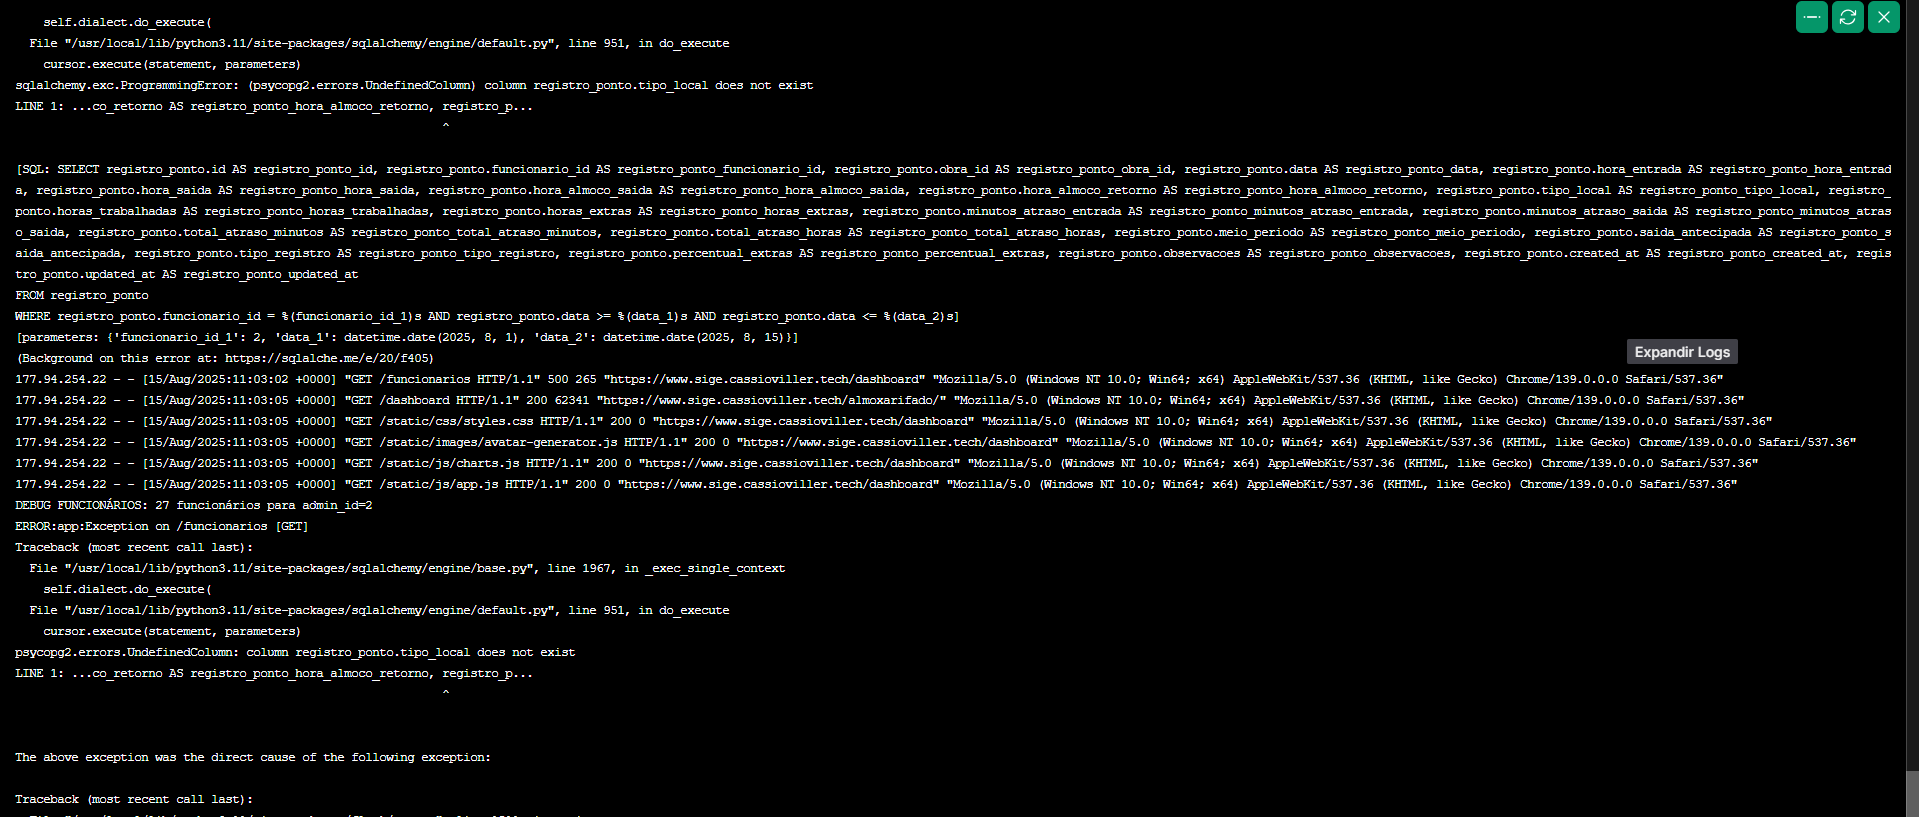 self.dialect.do_execute(
File "/usr/local/lib/python3.11/site-packages/sqlalchemy/engine/default.py", line 951, in do_execute
cursor.execute(statement, parameters)
sqlalchemy.exc.ProgrammingError: (psycopg2.errors.UndefinedColumn) column registro_ponto.tipo_local does not exist
LINE 1: ...co_retorno AS registro_ponto_hora_almoco_retorno, registro_p...
^
[SQL: SELECT registro_ponto.id AS registro_ponto_id, registro_ponto.funcionario_id AS registro_ponto_funcionario_id, registro_ponto.obra_id AS registro_ponto_obra_id, registro_ponto.data AS registro_ponto_data, registro_ponto.hora_entrada AS registro_ponto_hora_entrad
a, registro_ponto.hora_saida AS registro_ponto_hora_saida, registro_ponto.hora_almoco_saida AS registro_ponto_hora_almoco_saida, registro_ponto.hora_almoco_retorno AS registro_ponto_hora_almoco_retorno, registro_ponto.tipo_local AS registro_ponto_tipo_local, registro_
ponto.horas_trabalhadas AS registro_ponto_horas_trabalhadas, registro_ponto.horas_extras AS registro_ponto_horas_extras, registro_ponto.minutos_atraso_entrada AS registro_ponto_minutos_atraso_entrada, registro_ponto.minutos_atraso_saida AS registro_ponto_minutos_atras
o_saida, registro_ponto.total_atraso_minutos AS registro_ponto_total_atraso_minutos, registro_ponto.total_atraso_horas AS registro_ponto_total_atraso_horas, registro_ponto.meio_periodo AS registro_ponto_meio_periodo, registro_ponto.saida_antecipada AS registro_ponto_s
aida_antecipada, registro_ponto.tipo_registro AS registro_ponto_tipo_registro, registro_ponto.percentual_extras AS registro_ponto_percentual_extras, registro_ponto.observacoes AS registro_ponto_observacoes, registro_ponto.created_at AS registro_ponto_created_at, regis
tro_ponto.updated_at AS registro_ponto_updated_at
FROM registro_ponto
WHERE registro_ponto.funcionario_id = %(funcionario_id_1)s AND registro_ponto.data >= %(data_1)s AND registro_ponto.data <= %(data_2)s]
[parameters: {'funcionario_id_1': 2, 'data_1': datetime.date(2025, 8, 1), 'data_2': datetime.date(2025, 8, 15)}]
(Background on this error at: https://sqlalche.me/e/20/f405)
Expandir Logs
177.94.254.22 - - [15/Aug/2025:11:03:02 +0000] "GET /funcionarios HTTP/1.1" 500 265 "https://www.sige.cassioviller.tech/dashboard" "Mozilla/5.0 (Windows NT 10.0; Win64; x64) AppleWebKit/537.36 (KHTML, like Gecko) Chrome/139.0.0.0 Safari/537.36"
177.94.254.22 - - [15/Aug/2025:11:03:05 +0000] "GET /dashboard HTTP/1.1" 200 62341 "https://www.sige.cassioviller.tech/almoxarifado/" "Mozilla/5.0 (Windows NT 10.0; Win64; x64) AppleWebKit/537.36 (KHTML, like Gecko) Chrome/139.0.0.0 Safari/537.36"
177.94.254.22 - - [15/Aug/2025:11:03:05 +0000] "GET /static/css/styles.css HTTP/1.1" 200 0 "https://www.sige.cassioviller.tech/dashboard" "Mozilla/5.0 (Windows NT 10.0; Win64; x64) AppleWebKit/537.36 (KHTML, like Gecko) Chrome/139.0.0.0 Safari/537.36"
177.94.254.22 - - [15/Aug/2025:11:03:05 +0000] "GET /static/images/avatar-generator.js HTTP/1.1" 200 0 "https://www.sige.cassioviller.tech/dashboard" "Mozilla/5.0 (Windows NT 10.0; Win64; x64) AppleWebKit/537.36 (KHTML, like Gecko) Chrome/139.0.0.0 Safari/537.36"
177.94.254.22 - - [15/Aug/2025:11:03:05 +0000] "GET /static/js/charts.js HTTP/1.1" 200 0 "https://www.sige.cassioviller.tech/dashboard" "Mozilla/5.0 (Windows NT 10.0; Win64; x64) AppleWebKit/537.36 (KHTML, like Gecko) Chrome/139.0.0.0 Safari/537.36"
177.94.254.22 - - [15/Aug/2025:11:03:05 +0000] "GET /static/js/app.js HTTP/1.1" 200 0 "https://www.sige.cassioviller.tech/dashboard" "Mozilla/5.0 (Windows NT 10.0; Win64; x64) AppleWebKit/537.36 (KHTML, like Gecko) Chrome/139.0.0.0 Safari/537.36"
DEBUG FUNCIONÁRIOS: 27 funcionários para admin_id=2
ERROR:app:Exception on /funcionarios [GET]
Traceback (most recent call last):
File "/usr/local/lib/python3.11/site-packages/sqlalchemy/engine/base.py", line 1967, in _exec_single_context
self.dialect.do_execute(
File "/usr/local/lib/python3.11/site-packages/sqlalchemy/engine/default.py", line 951, in do_execute
cursor.execute(statement, parameters)
psycopg2.errors.UndefinedColumn: column registro_ponto.tipo_local does not exist
LINE 1: ...co_retorno AS registro_ponto_hora_almoco_retorno, registro_p...
^
The above exception was the direct cause of the following exception:
Traceback (most recent call last):